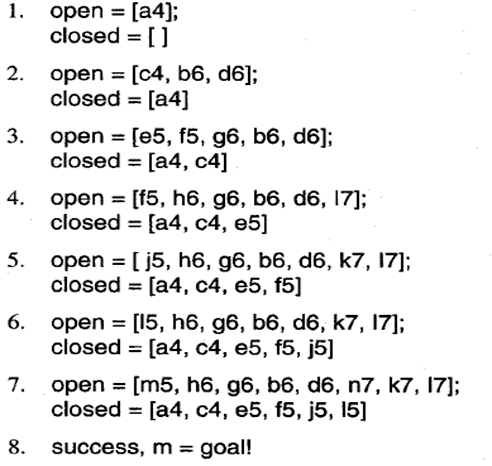 1. open = [a4];
closed = [ ]
2. open = [c4, b6, d6];
closed = [a4]
3. open = [e5, f5, g6, b6, d6];
closed = [a4, c4]
4. open = [f5, h6, g6, b6, d6, l7];
closed = [a4, c4, e5]
5. open = [ j5, h6, g6, b6, d6, k7, l7];
closed = [a4, c4, e5, f5]
6. open = [l5, h6, g6, b6, d6, k7, l7];
closed = [a4, c4, e5, f5, j5]
7. open = [m5, h6, g6, b6, d6, n7, k7, l7];
closed = [a4, c4, e5, f5, j5, l5]
8. success, m = goal!